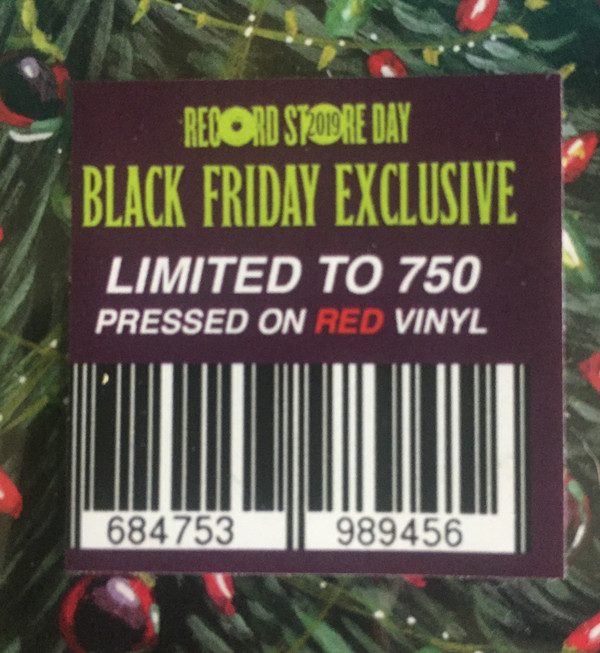 RECORD STORE DAY
2019
BLACK FRIDAY EXCLUSIVE
LIMITED TO 750
PRESSED ON RED VINYL
684753 989456